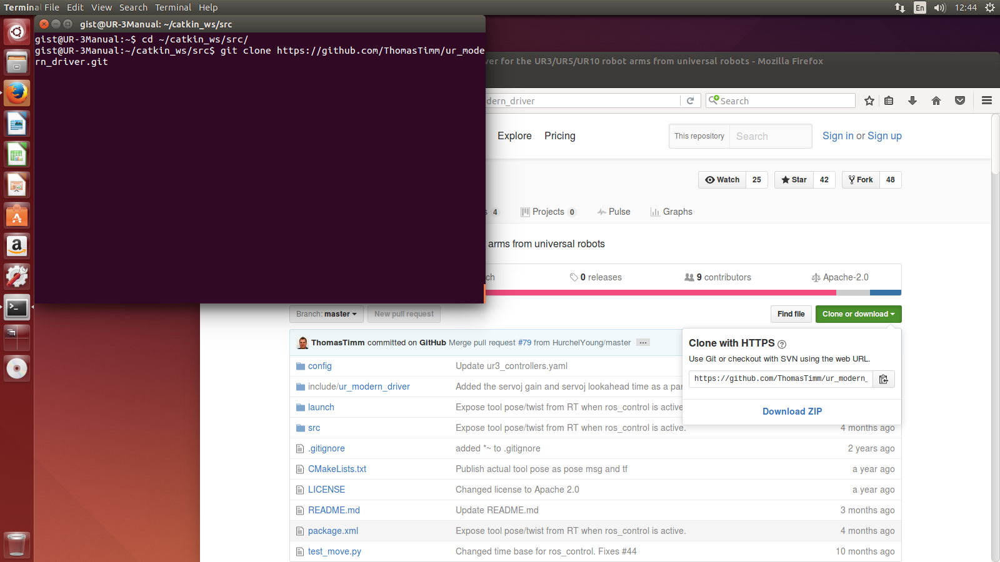 Terminal File Edit View Search Terminal Help
En 12:44
gist@UR-3Manual: ~/catkin_ws/src
gist@UR-3Manual:~$ cd ~/catkin_ws/src/
gist@UR-3Manual:~/catkin_ws/src$ git clone https://github.com/ThomasTimm/ur_mode
rn_driver.git
ver for the UR3/UR5/UR10 robot arms from universal robots - Mozilla Firefox
dern_driver
Search
Explore Pricing
This repository Search
Sign in or Sign up
Watch 25 Star 42 Fork 48
s 4 Projects 0 Pulse Graphs
arms from universal robots
ch 0 releases 9 contributors Apache-2.0
Branch: master New pull request Find file Clone or download
ThomasTimm committed on GitHub Merge pull request #79 from HurchelYoung/master ...
Clone with HTTPS ?
Use Git or checkout with SVN using the web URL.
https://github.com/ThomasTimm/ur_modern_
Download ZIP
config Update ur3_controllers.yaml
include/ur_modern_driver Added the servoj gain and servoj lookahead time as a par
launch Expose tool pose/twist from RT when ros_control is active
src Expose tool pose/twist from RT when ros_control is active. 4 months ago
.gitignore added *~ to .gitignore 2 years ago
CMakeLists.txt Publish actual tool pose as pose msg and tf a year ago
LICENSE Changed license to Apache 2.0 a year ago
README.md Update README.md 3 months ago
package.xml Expose tool pose/twist from RT when ros_control is active. 4 months ago
test_move.py Changed time base for ros_control. Fixes #44 10 months ago